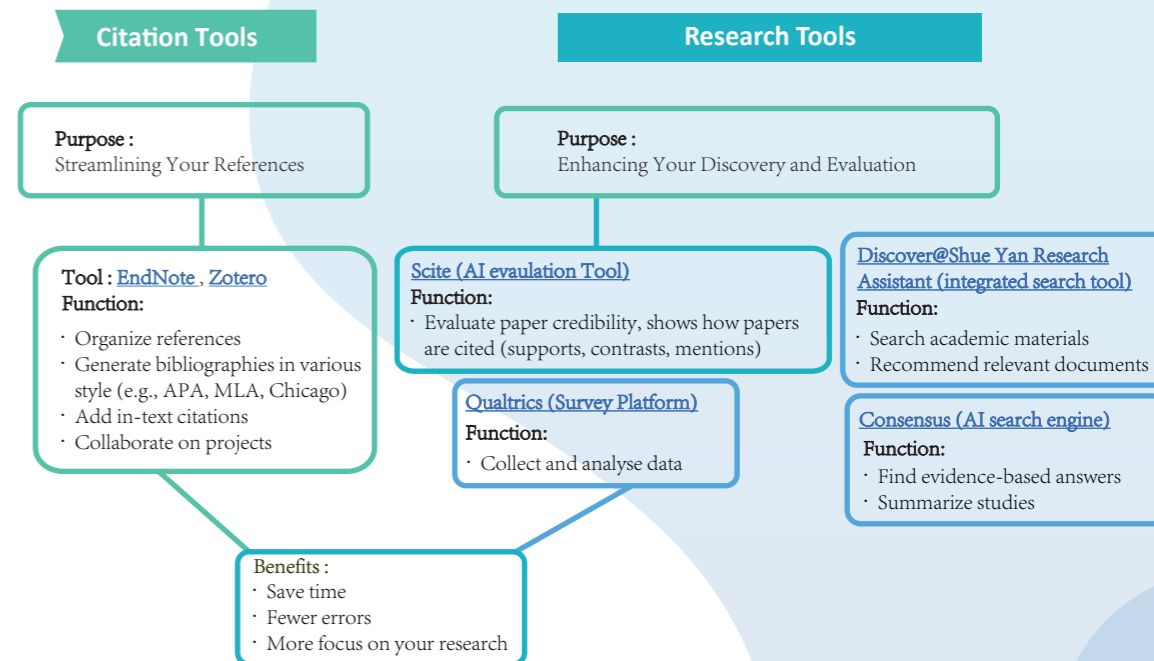 Citation Tools
Research Tools
Purpose :
Streamlining Your References
Purpose :
Enhancing Your Discovery and Evaluation
Tool : EndNote , Zotero
Function:
· Organize references
· Generate bibliographies in various
style (e.g., APA, MLA, Chicago)
· Add in-text citations
· Collaborate on projects
Scite (AI evaulation Tool)
Function:
· Evaluate paper credibility, shows how papers
are cited (supports, contrasts, mentions)
Qualtrics (Survey Platform)
Function:
· Collect and analyse data
Discover@Shue Yan Research
Assistant (integrated search tool)
Function:
· Search academic materials
· Recommend relevant documents
Consensus (AI search engine)
Function:
· Find evidence-based answers
· Summarize studies
Benefits :
· Save time
· Fewer errors
· More focus on your research